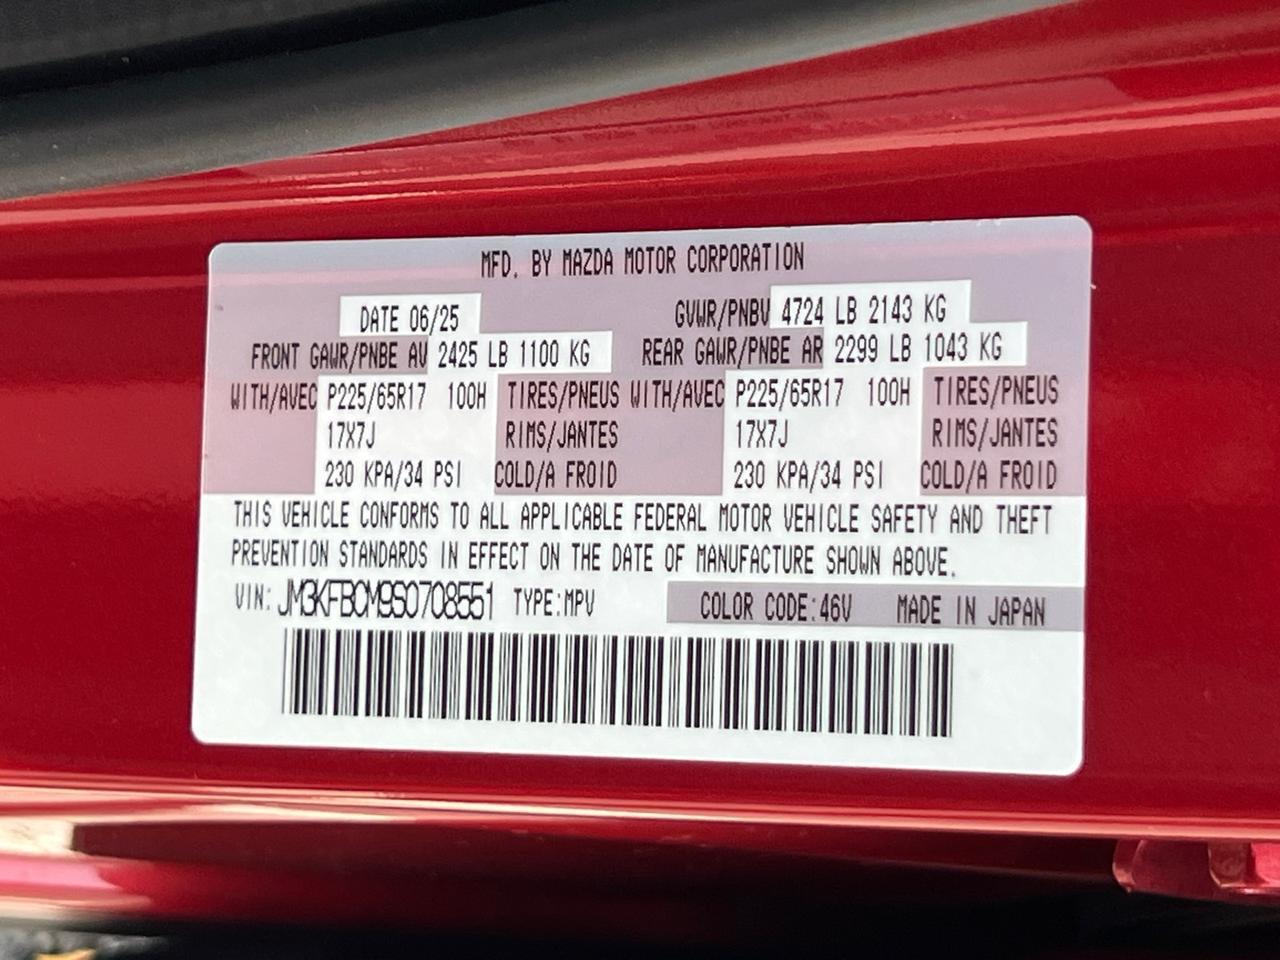 MFD. BY MAZDA MOTOR CORPORATION
DATE 06/25 GVWR/PNBV 4724 LB 2143 KG
FRONT GAWR/PNBE AV 2425 LB 1100 KG REAR GAWR/PNBE AR 2299 LB 1043 KG
WITH/AVEC P225/65R17 100H TIRES/PNEUS WITH/AVEC P225/65R17 100H TIRES/PNEUS
17X7J RIMS/JANTES 17X7J RIMS/JANTES
230 KPA/34 PSI COLD/A FROID 230 KPA/34 PSI COLD/A FROID
THIS VEHICLE CONFORMS TO ALL APPLICABLE FEDERAL MOTOR VEHICLE SAFETY AND THEFT
PREVENTION STANDARDS IN EFFECT ON THE DATE OF MANUFACTURE SHOWN ABOVE.
VIN: JM3KFBCM9S0708551 TYPE:MPV COLOR CODE:46V MADE IN JAPAN